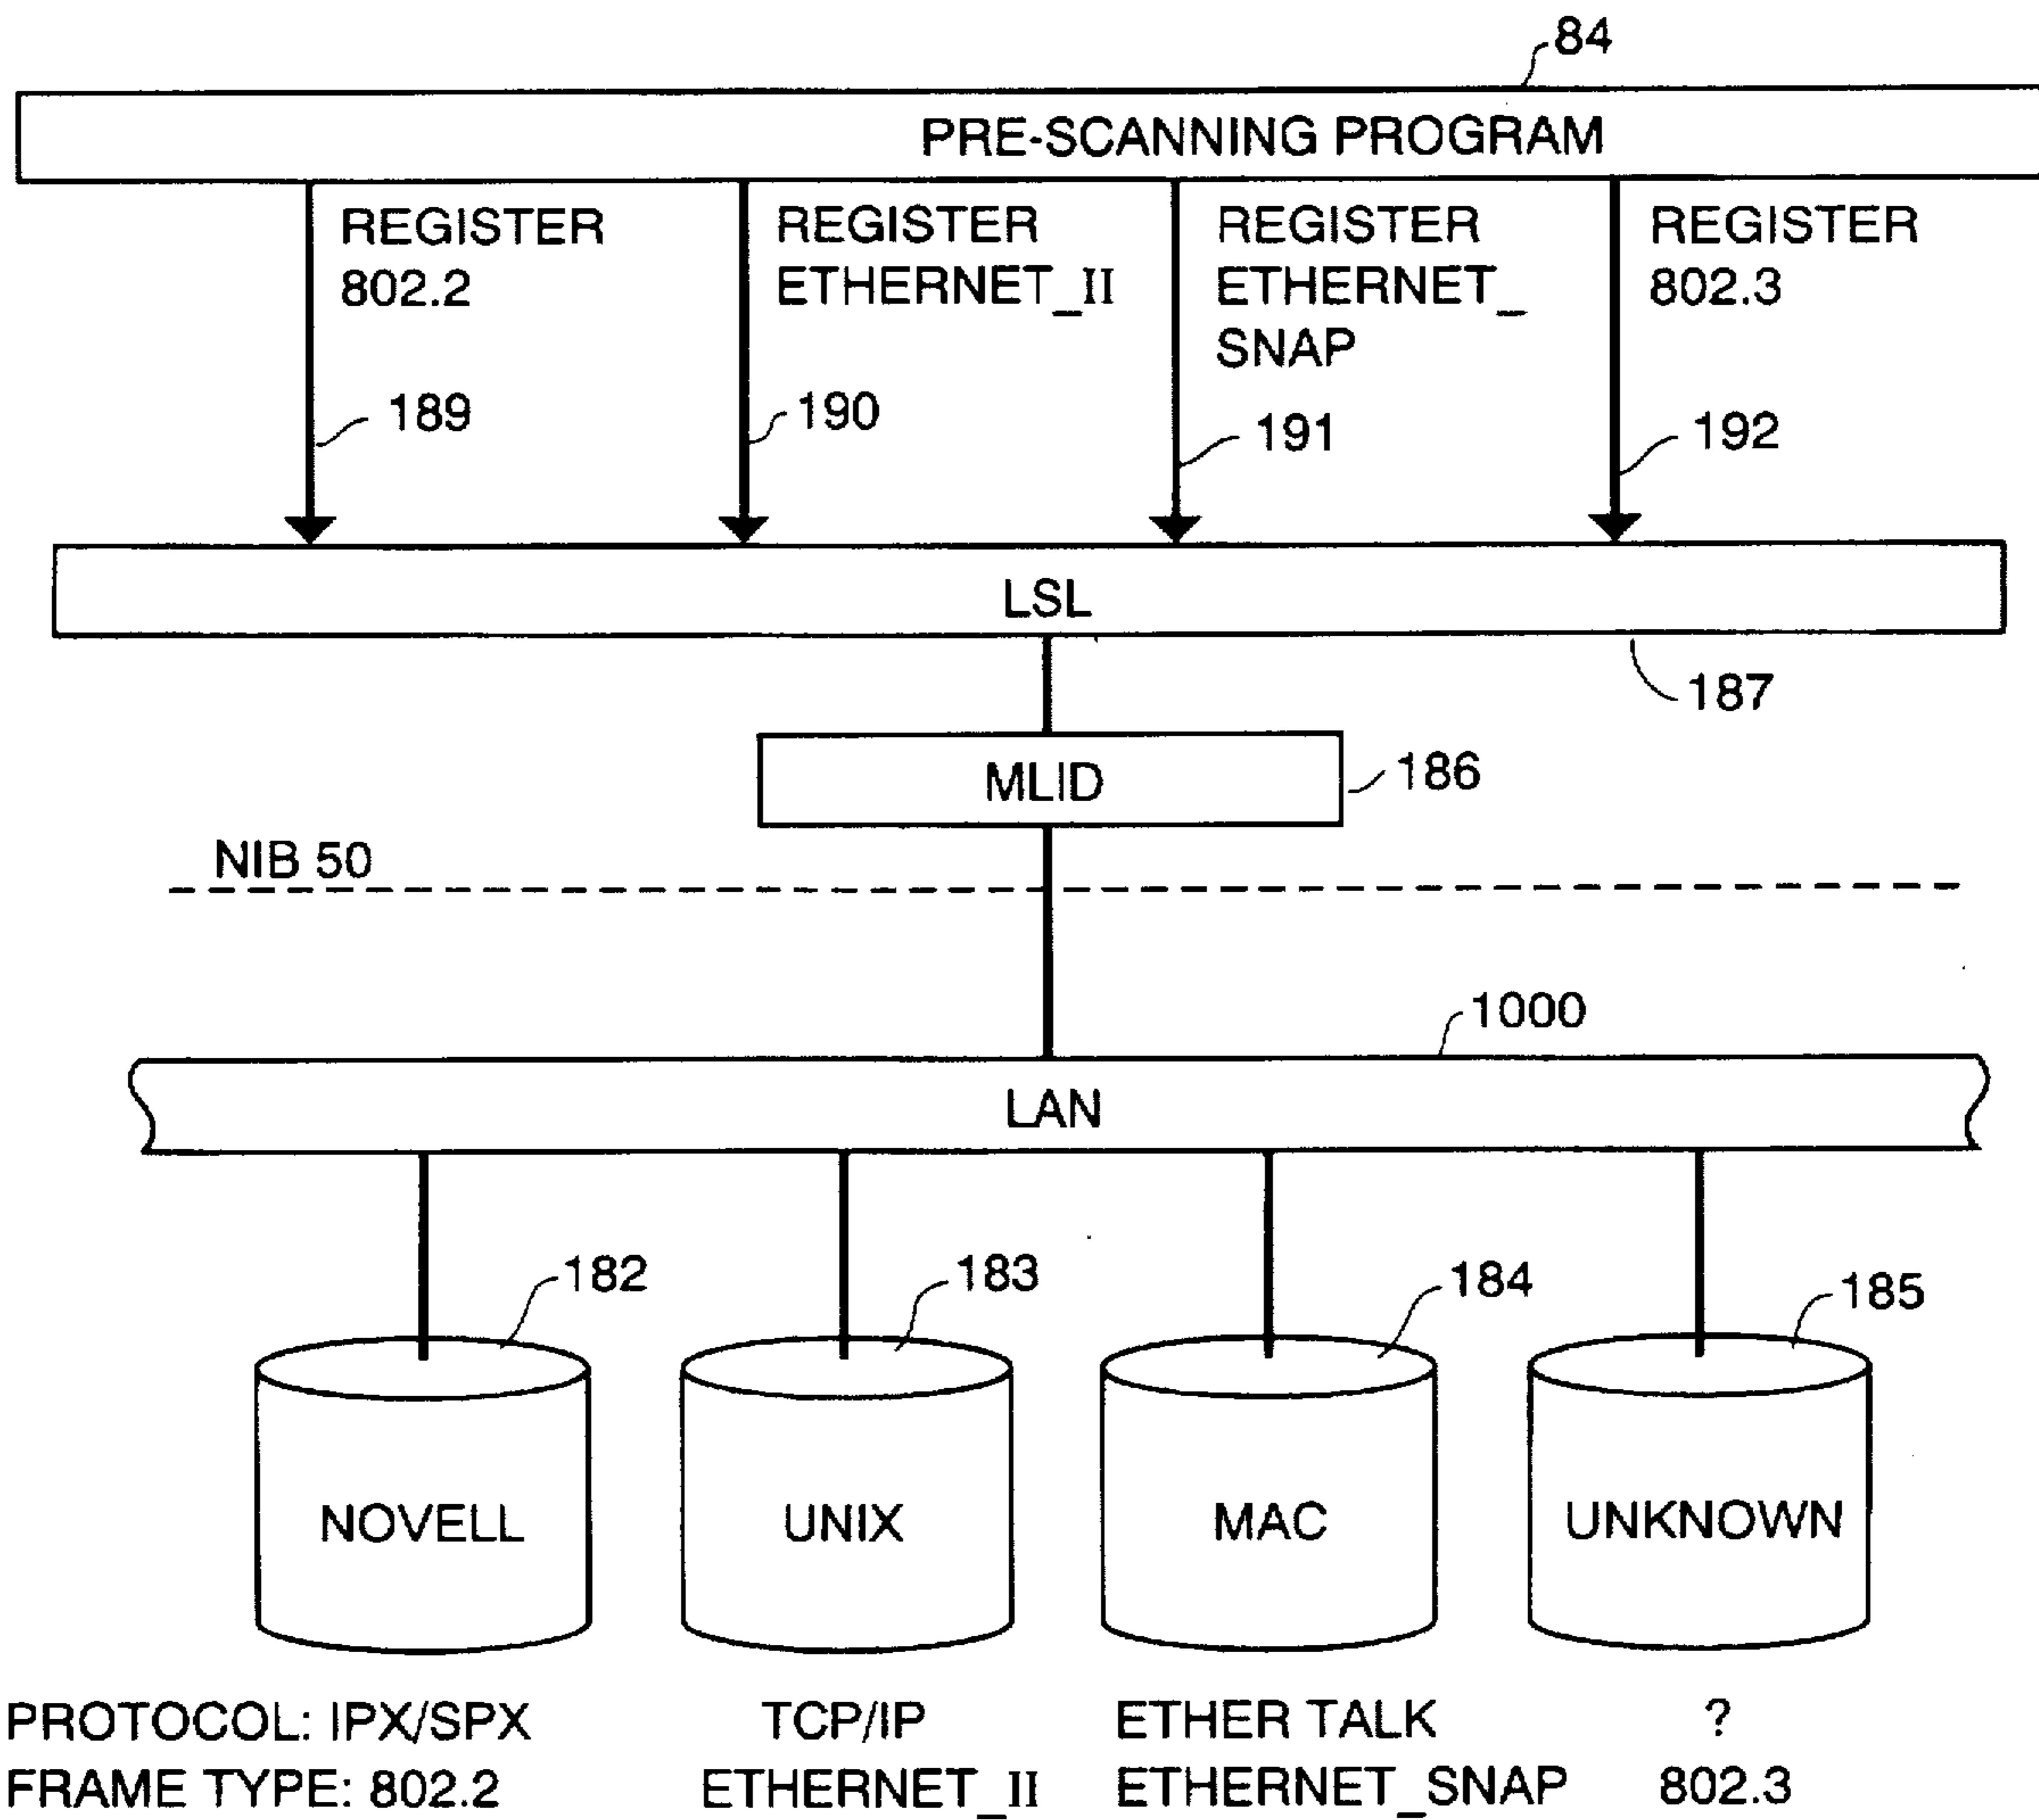 84
PRE-SCANNING PROGRAM
REGISTER
802.2
REGISTER
ETHERNET_II
REGISTER
ETHERNET_
SNAP
REGISTER
802.3
189
190
191
192
LSL
187
MLID
186
NIB 50
1000
LAN
182
183
184
185
NOVELL
UNIX
MAC
UNKNOWN
PROTOCOL: IPX/SPX TCP/IP ETHER TALK ?
FRAME TYPE: 802.2 ETHERNET_II ETHERNET_SNAP 802.3